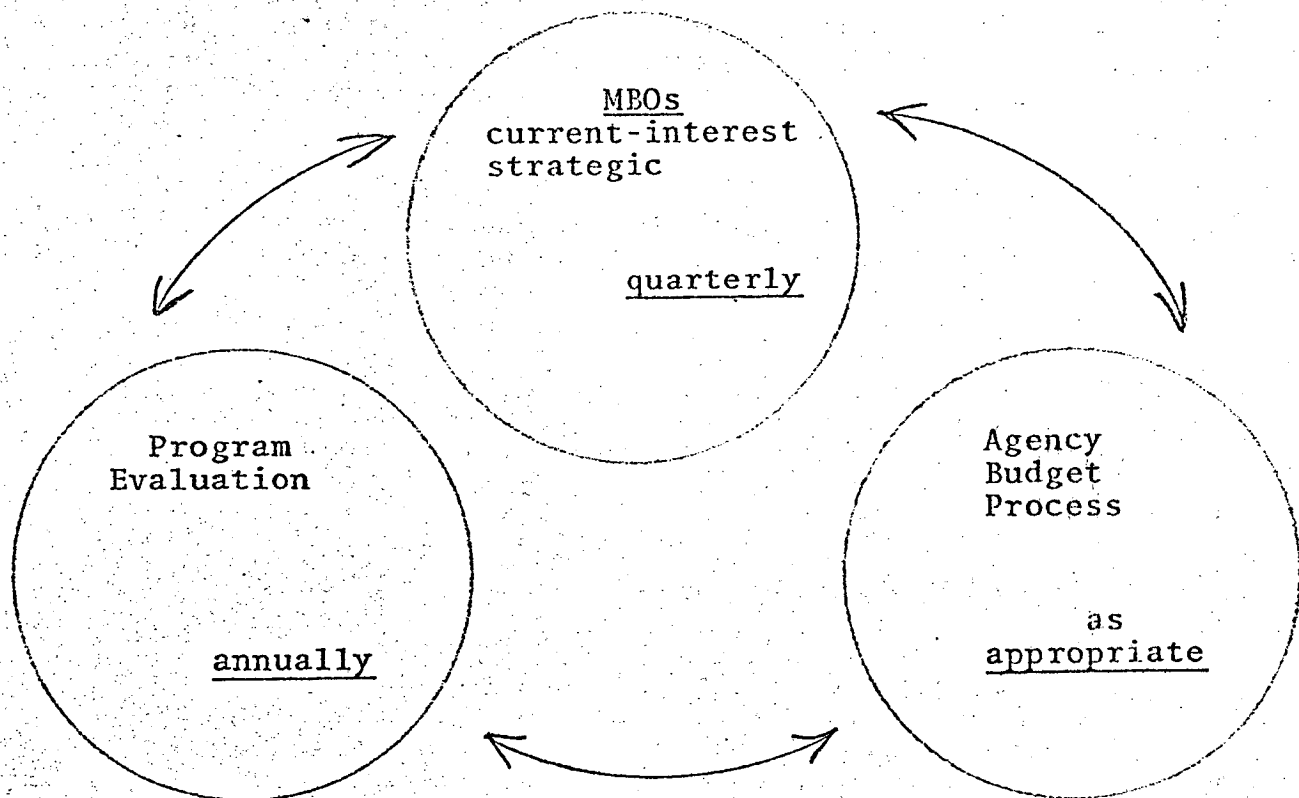 MBOs
current-interest
strategic
quarterly
Program
Evaluation
annually
Agency
Budget
Process
as
appropriate